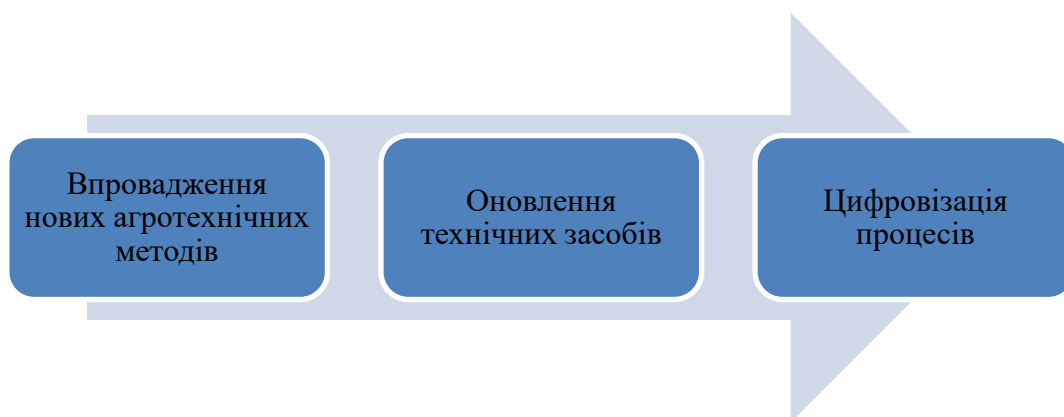 Впровадження
нових агротехнічних
методів
Оновлення
технічних засобів
Цифровізація
процесів